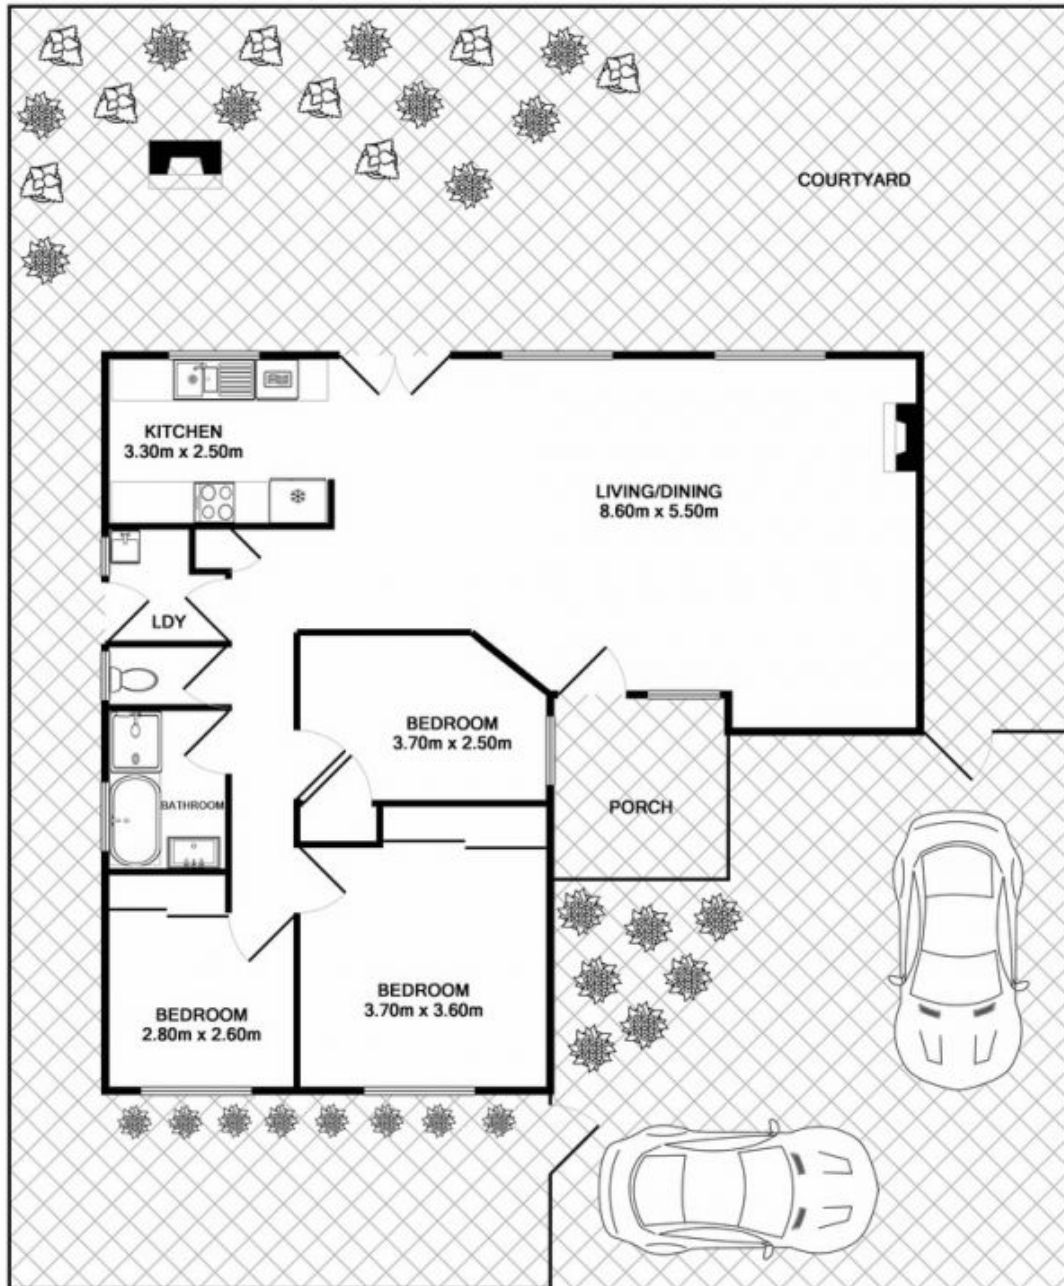 COURTYARD
KITCHEN
3.30m x 2.50m
LIVING/DINING
8.60m x 5.50m
LDY
BEDROOM
3.70m x 2.50m
BATHROOM
PORCH
BEDROOM
3.70m x 3.60m
BEDROOM
2.80m x 2.60m